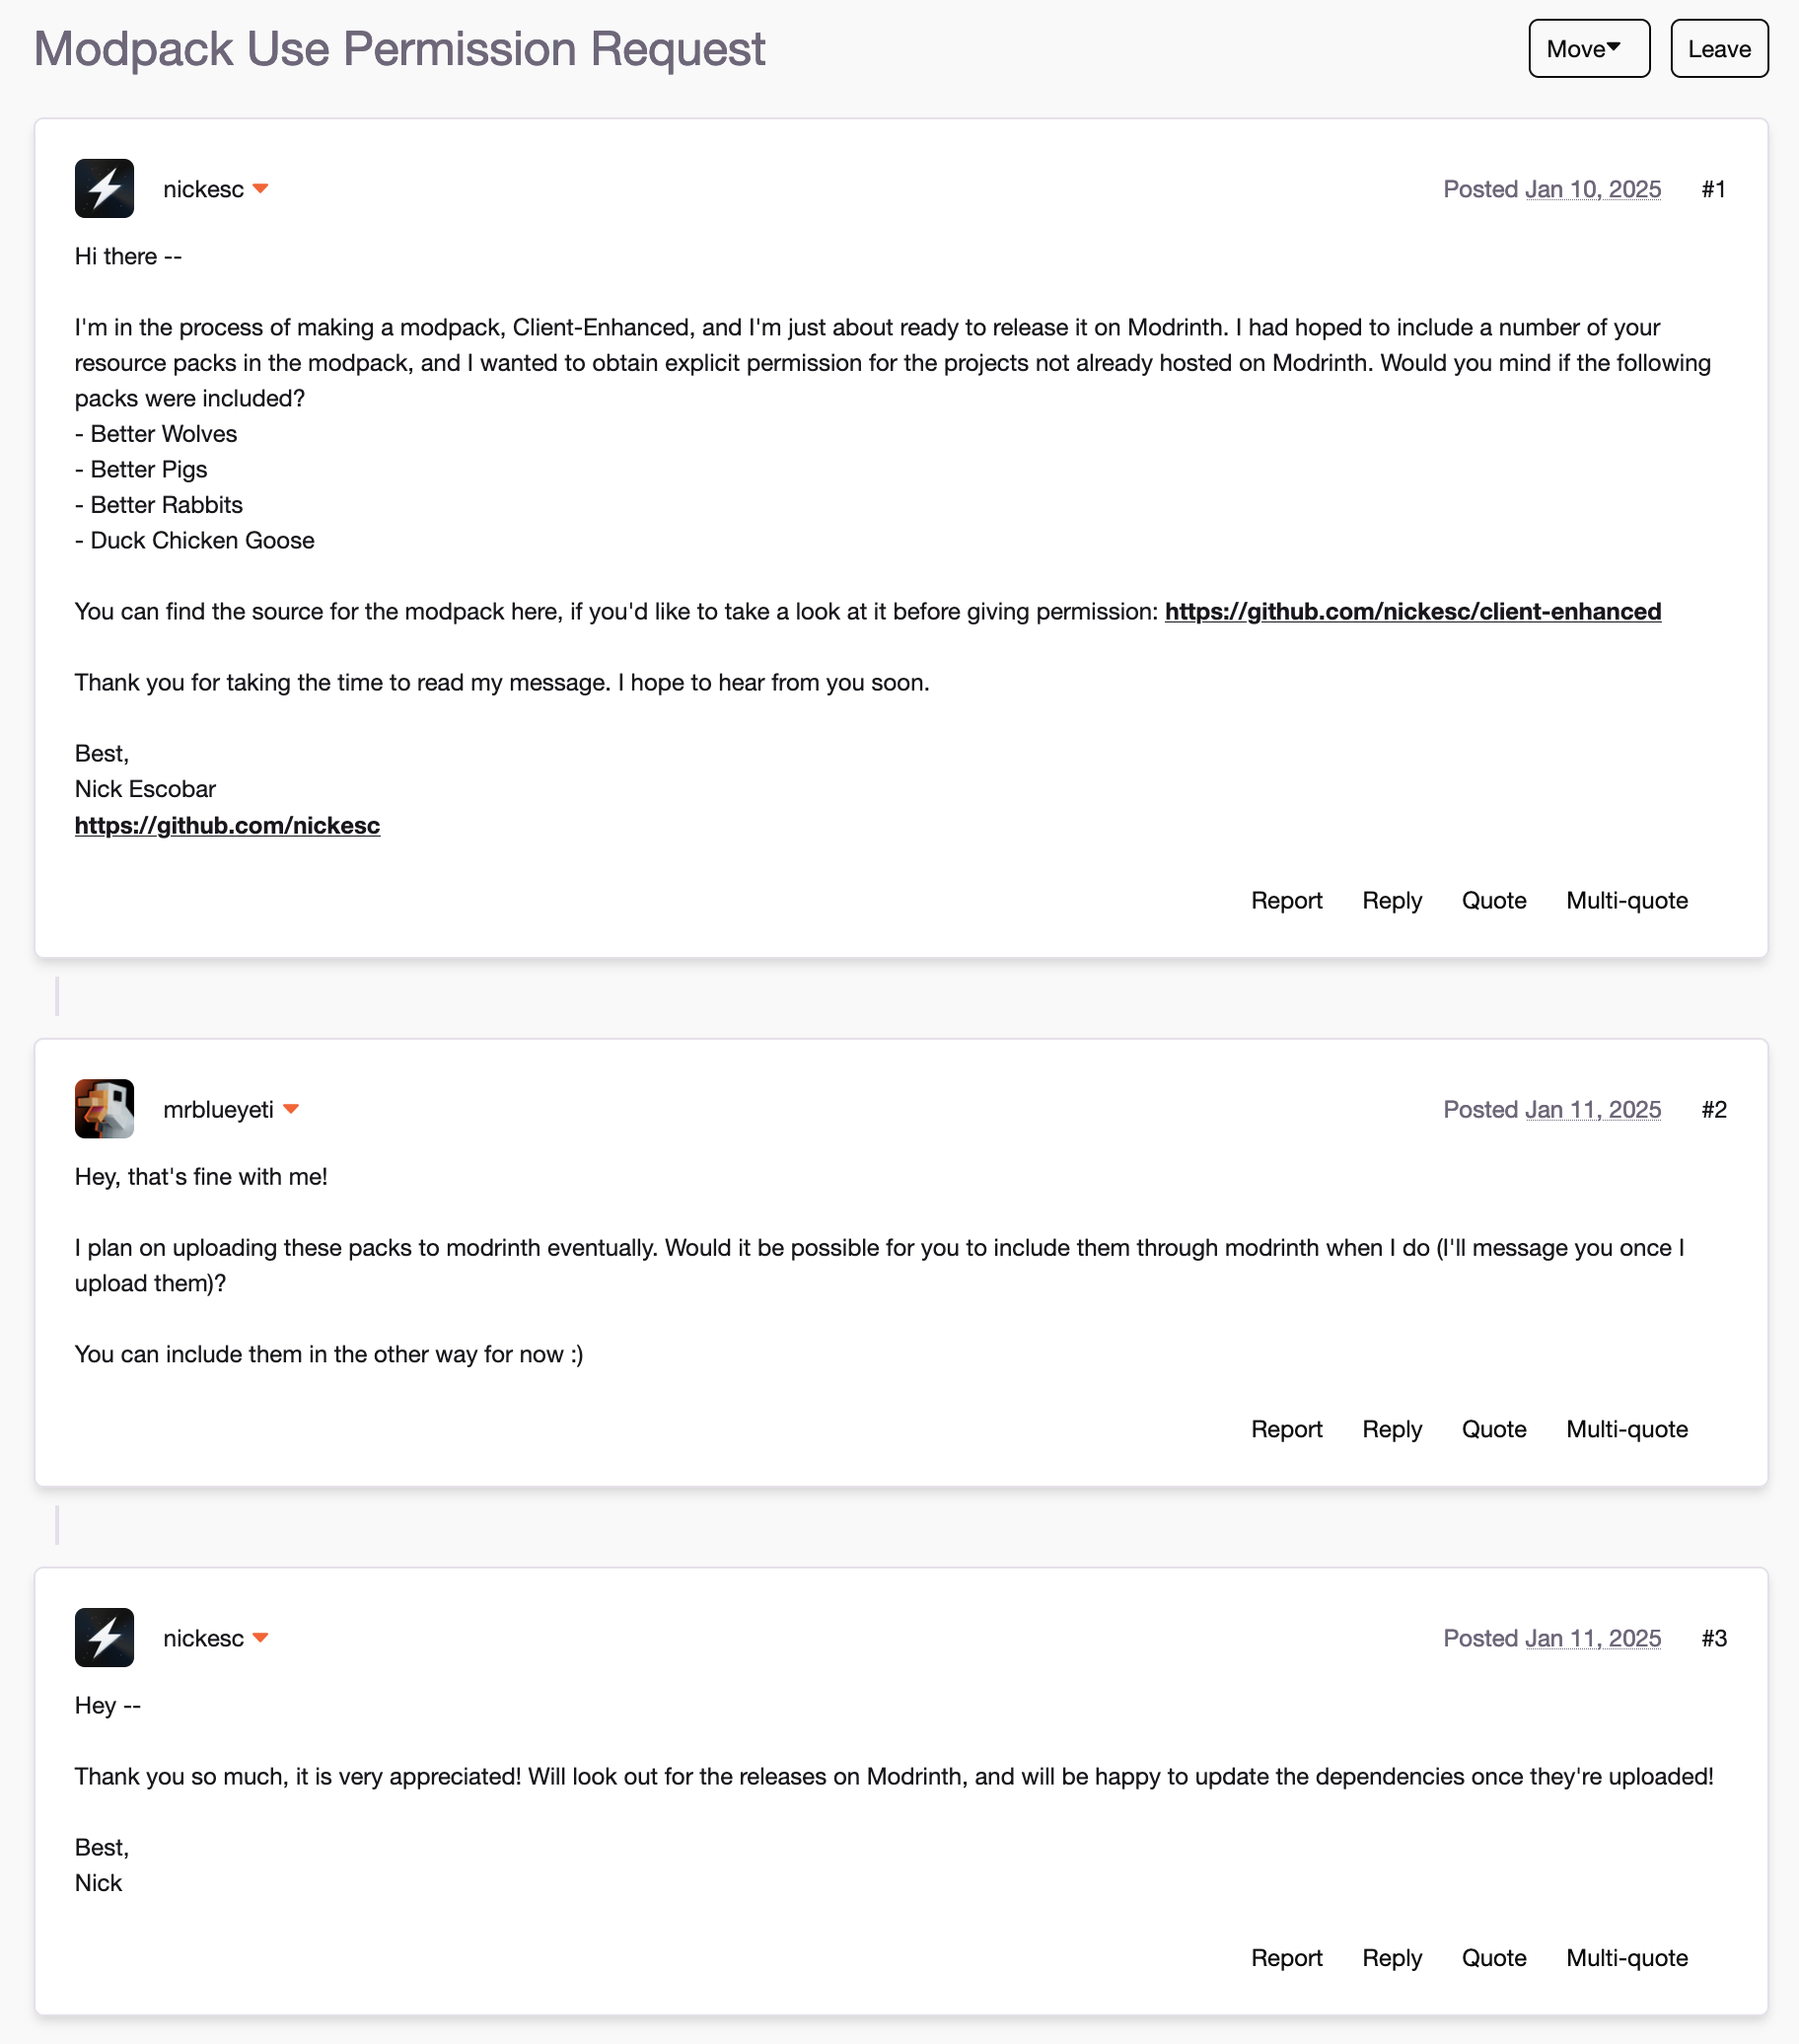 Modpack Use Permission Request
Move
Leave
nickesc
Posted Jan 10, 2025
#1
Hi there --
I'm in the process of making a modpack, Client-Enhanced, and I'm just about ready to release it on Modrinth. I had hoped to include a number of your
resource packs in the modpack, and I wanted to obtain explicit permission for the projects not already hosted on Modrinth. Would you mind if the following
packs were included?
- Better Wolves
- Better Pigs
- Better Rabbits
- Duck Chicken Goose
You can find the source for the modpack here, if you'd like to take a look at it before giving permission: https://github.com/nickesc/client-enhanced
Thank you for taking the time to read my message. I hope to hear from you soon.
Best,
Nick Escobar
https://github.com/nickesc
Report Reply Quote Multi-quote
mrblueyeti
Posted Jan 11, 2025
#2
Hey, that's fine with me!
I plan on uploading these packs to modrinth eventually. Would it be possible for you to include them through modrinth when I do (I'll message you once I
upload them)?
You can include them in the other way for now :)
Report Reply Quote Multi-quote
nickesc
Posted Jan 11, 2025
#3
Hey --
Thank you so much, it is very appreciated! Will look out for the releases on Modrinth, and will be happy to update the dependencies once they're uploaded!
Best,
Nick
Report Reply Quote Multi-quote